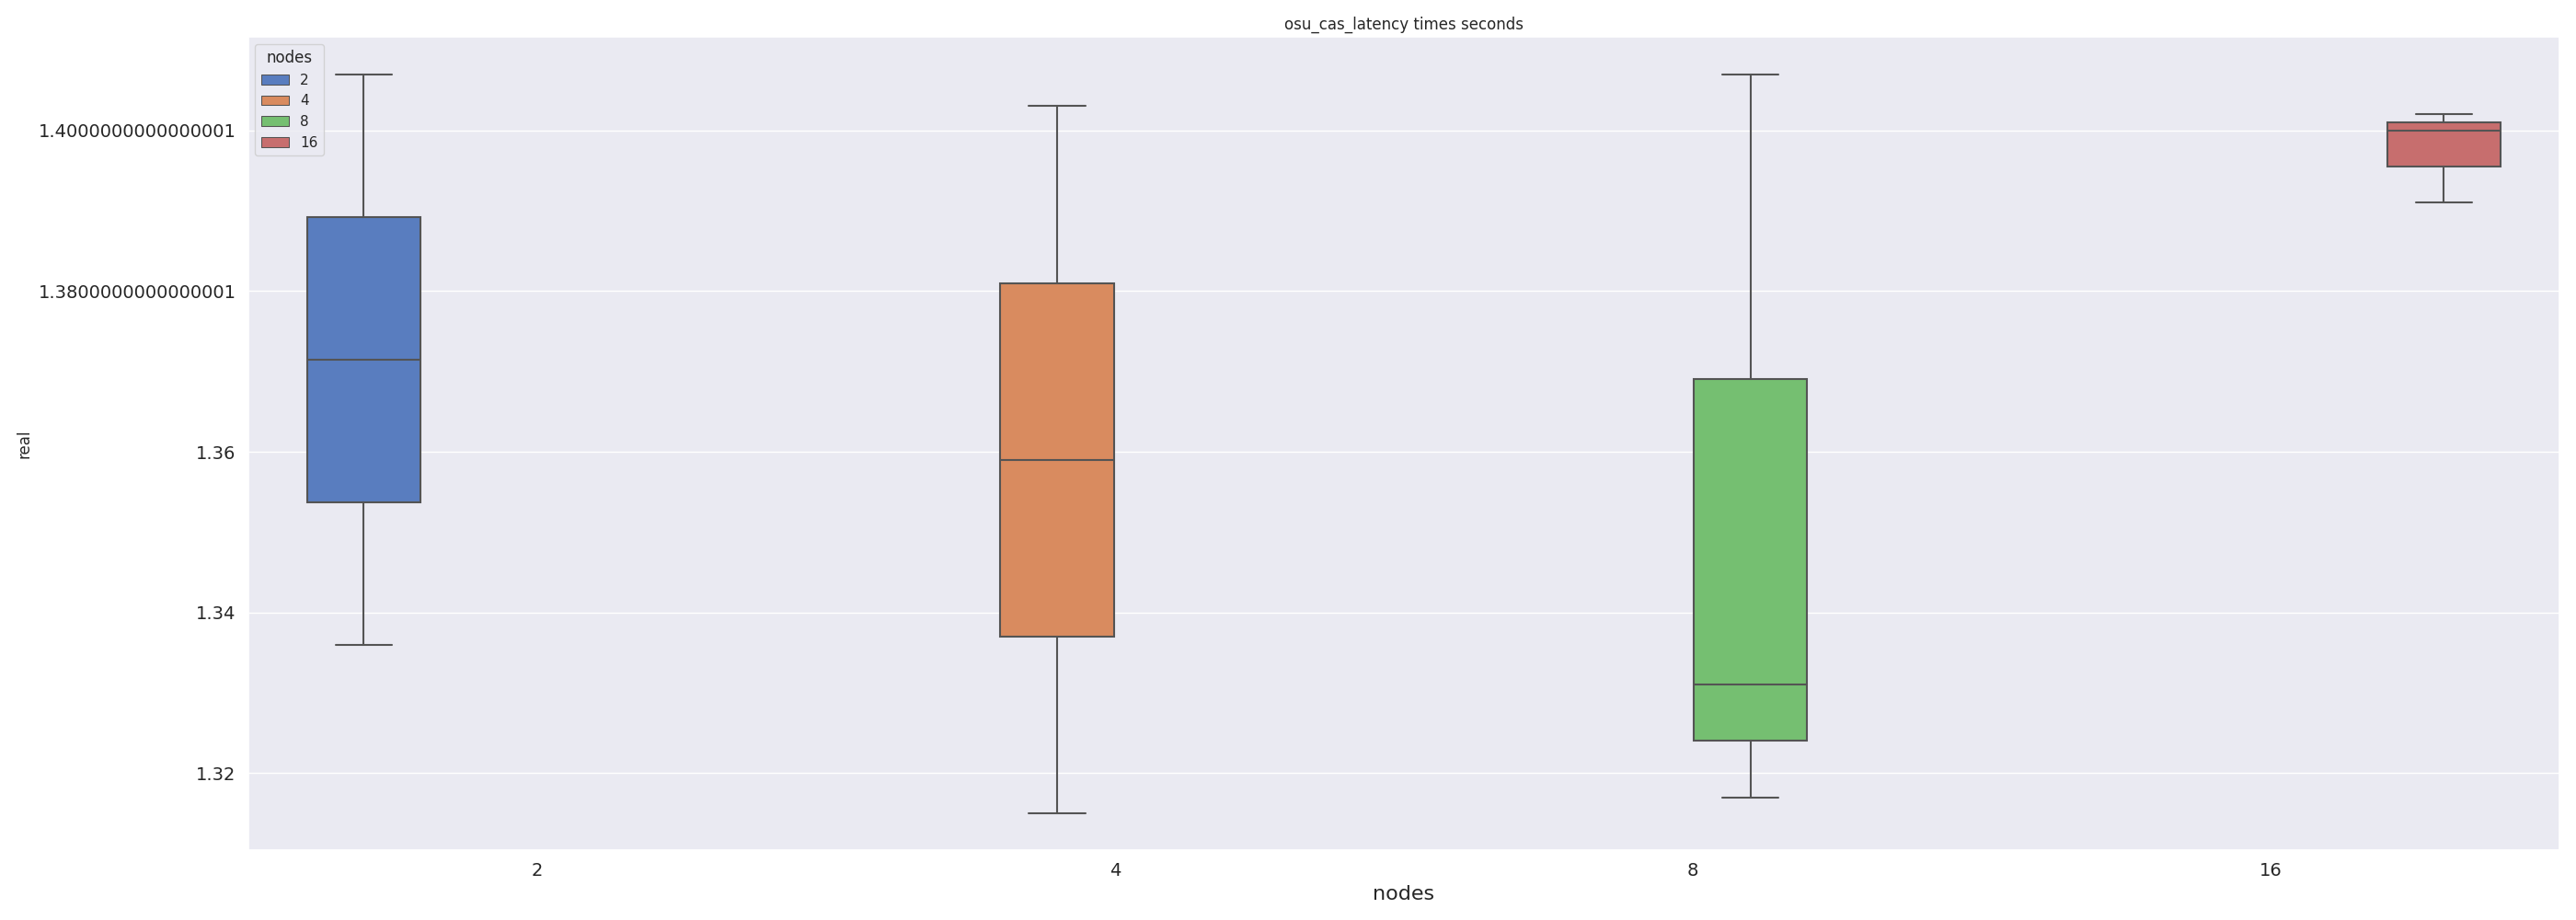 osu_cas_latency times seconds
nodes
2
4
8
16
1.4000000000000001
1.3800000000000001
1.36
1.34
1.32
real
2 4 8 16
nodes